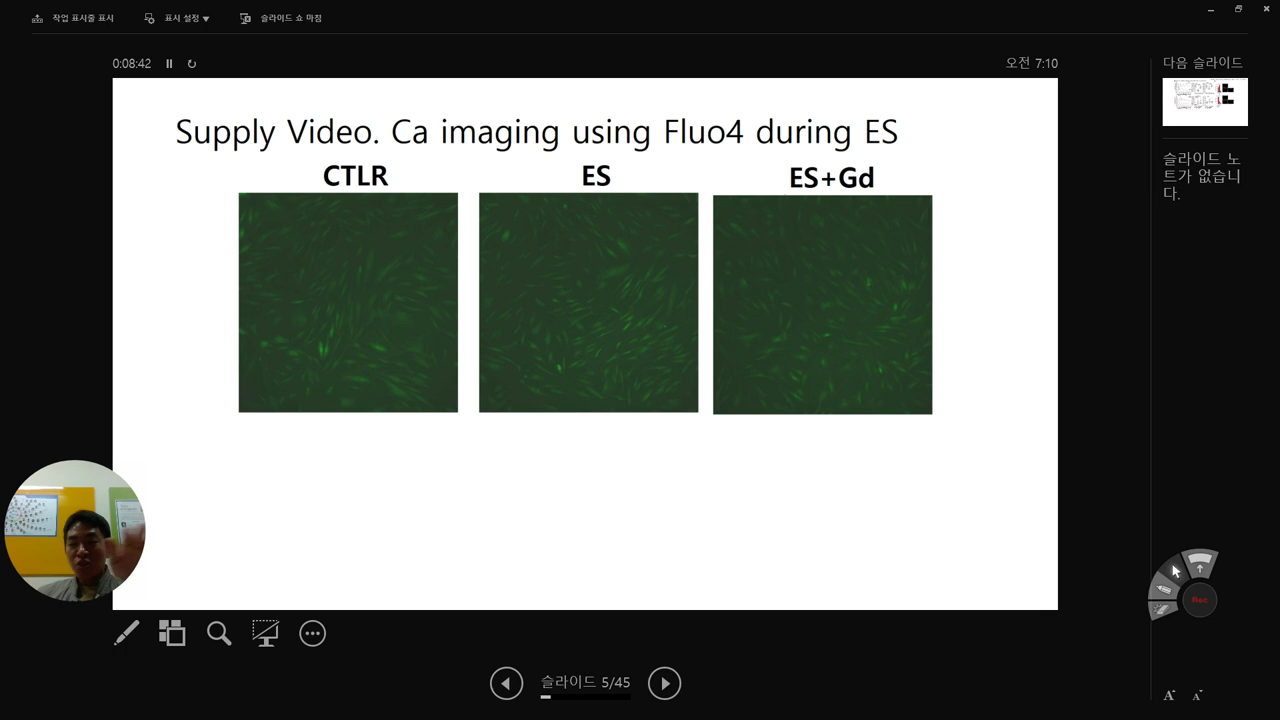 작업 표시줄 표시 표시 설정 ▼ 슬라이드 쇼 마침
0:08:42
오전 7:10
다음 슬라이드
Supply Video. Ca imaging using Fluo4 during ES
CTLR ES ES+Gd
슬라이드 노
트가 없습니
다.
Rec
슬라이드 5/45
A A